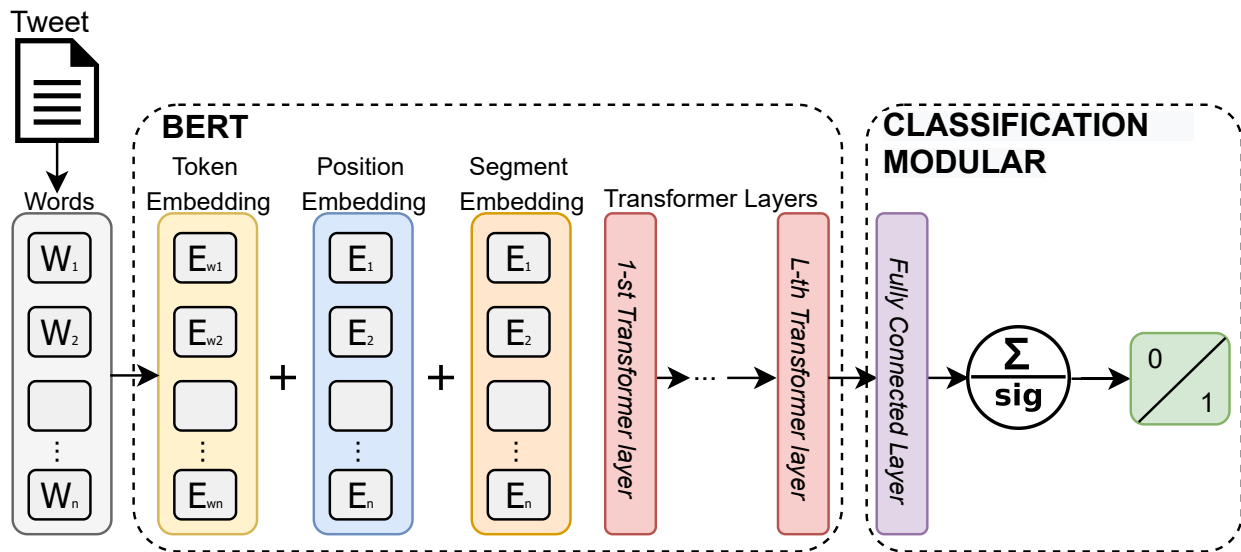 Tweet
BERT
CLASSIFICATION
MODULAR
Words
Token
Embedding
Position
Embedding
Segment
Embedding
Transformer Layers
W1
W2
⋮
Wn
Ew1
Ew2
⋮
Ewn
+
E1
E2
⋮
En
+
E1
E2
⋮
En
1-st Transformer layer
...
L-th Transformer layer
Fully Connected Layer
Σ
sig
0
1